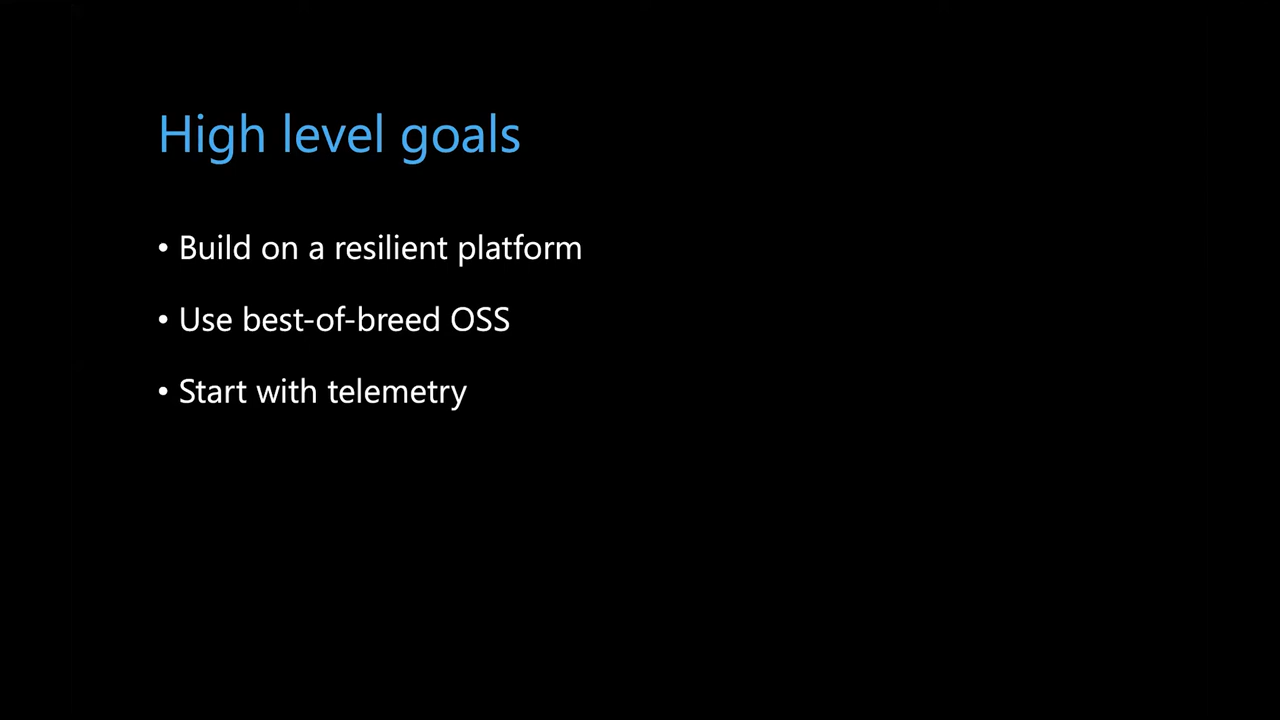 High level goals
• Build on a resilient platform
• Use best-of-breed OSS
• Start with telemetry